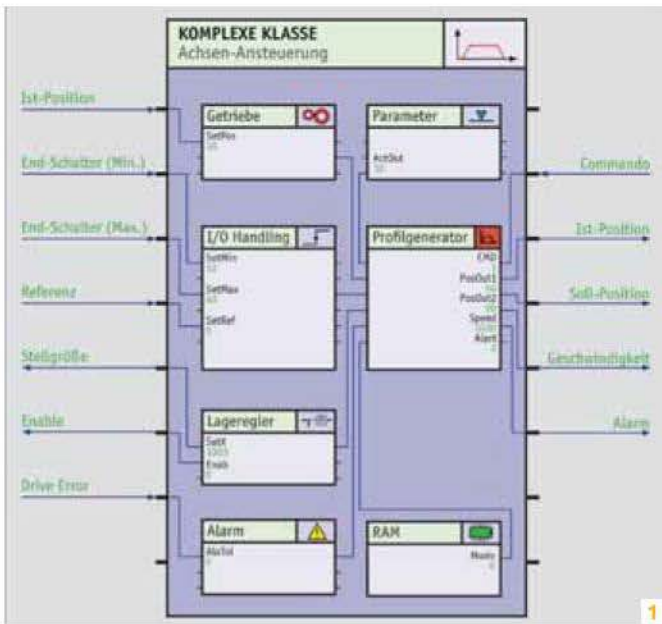 KOMPLEXE KLASSE
Achsen-Ansteuerung
Ist-Position
End-Schalter (Min.)
End-Schalter (Max.)
Referenz
Stellgröße
Enable
Drive Error
Getriebe
SetPos
I/O Handling
SetMin
SetMax
SetRef
Lageregler
Enab
Alarm
Parameter
ActOut
Profilgenerator
CMD
PosOut1
PosOut2
Speed
Alert
RAM
Commando
Ist-Position
Soll-Position
Geschwindigkeit
Alarm
1